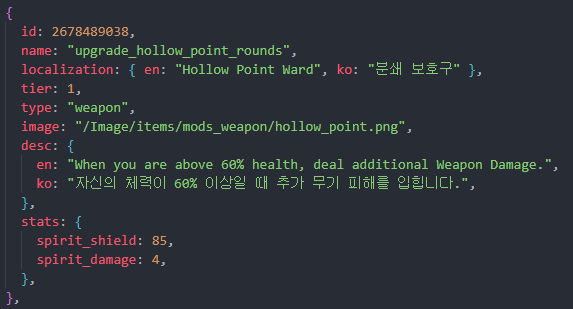 {
id: 2678489038,
name: "upgrade_hollow_point_rounds",
localization: { en: "Hollow Point Ward", ko: "분쇄 보호구" },
tier: 1,
type: "weapon",
image: "/Image/items/mods_weapon/hollow_point.png",
desc: {
en: "When you are above 60% health, deal additional Weapon Damage.",
ko: "자신의 체력이 60% 이상일 때 추가 무기 피해를 입힙니다.",
},
stats: {
spirit_shield: 85,
spirit_damage: 4,
},
},